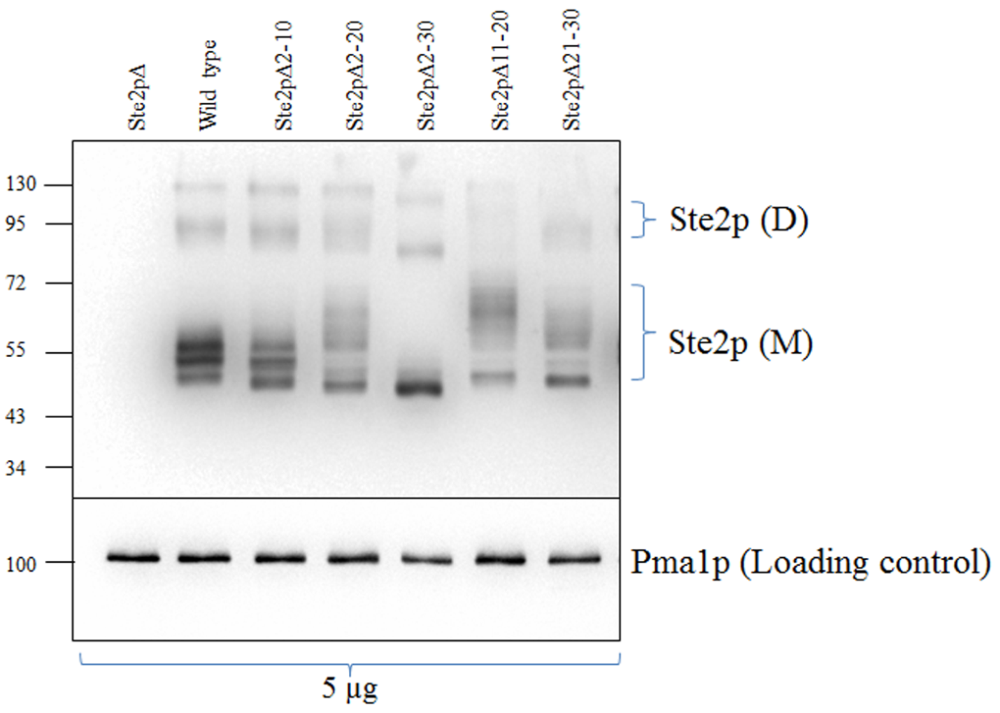 Ste2pΔ
Wild type
Ste2pΔ2-10
Ste2pΔ2-20
Ste2pΔ2-30
Ste2pΔ11-20
Ste2pΔ21-30
130
95
72
55
43
34
100
Ste2p (D)
Ste2p (M)
Pma1p (Loading control)
5 µg